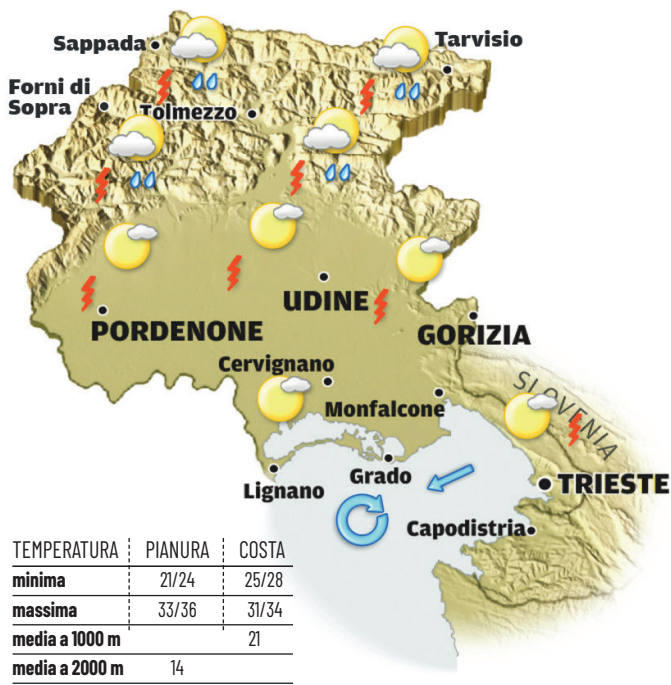 Sappada
Tarvisio
Forni di
Sopra
Tolmezzo
UDINE
PORDENONE
GORIZIA
Cervignano
SLOVENIA
Monfalcone
Grado
Lignano
TRIESTE
Capodistria
TEMPERATURA PIANURA COSTA
minima 21/24 25/28
massima 33/36 31/34
media a 1000 m 21
media a 2000 m 14